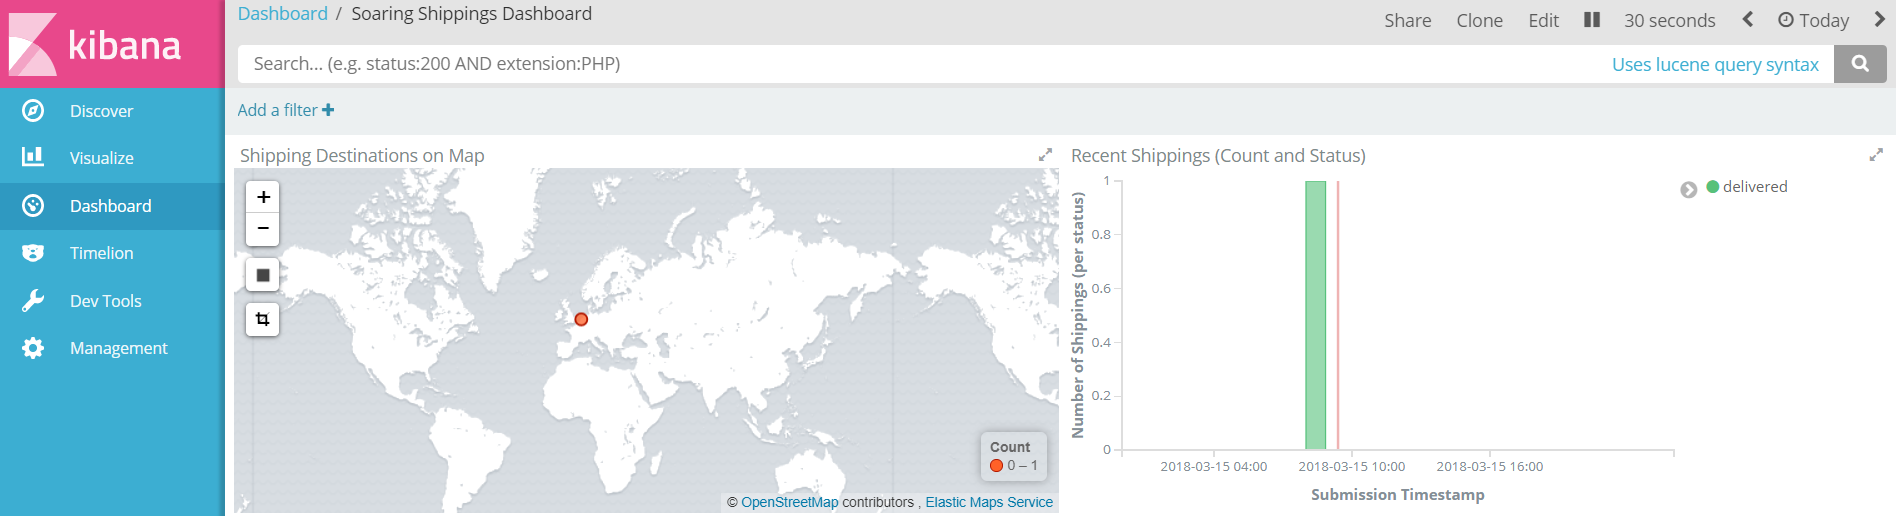 kibana
Discover
Visualize
Dashboard
Timelion
Dev Tools
Management
Dashboard / Soaring Shippings Dashboard
Share Clone Edit 30 seconds Today
Search... (e.g. status:200 AND extension:PHP)
Uses lucene query syntax
Add a filter +
Shipping Destinations on Map
+
−
Count
0 – 1
© OpenStreetMap contributors , Elastic Maps Service
Recent Shippings (Count and Status)
Number of Shippings (per status)
1
0.8
0.6
0.4
0.2
0
2018-03-15 04:00 2018-03-15 10:00 2018-03-15 16:00
Submission Timestamp
delivered